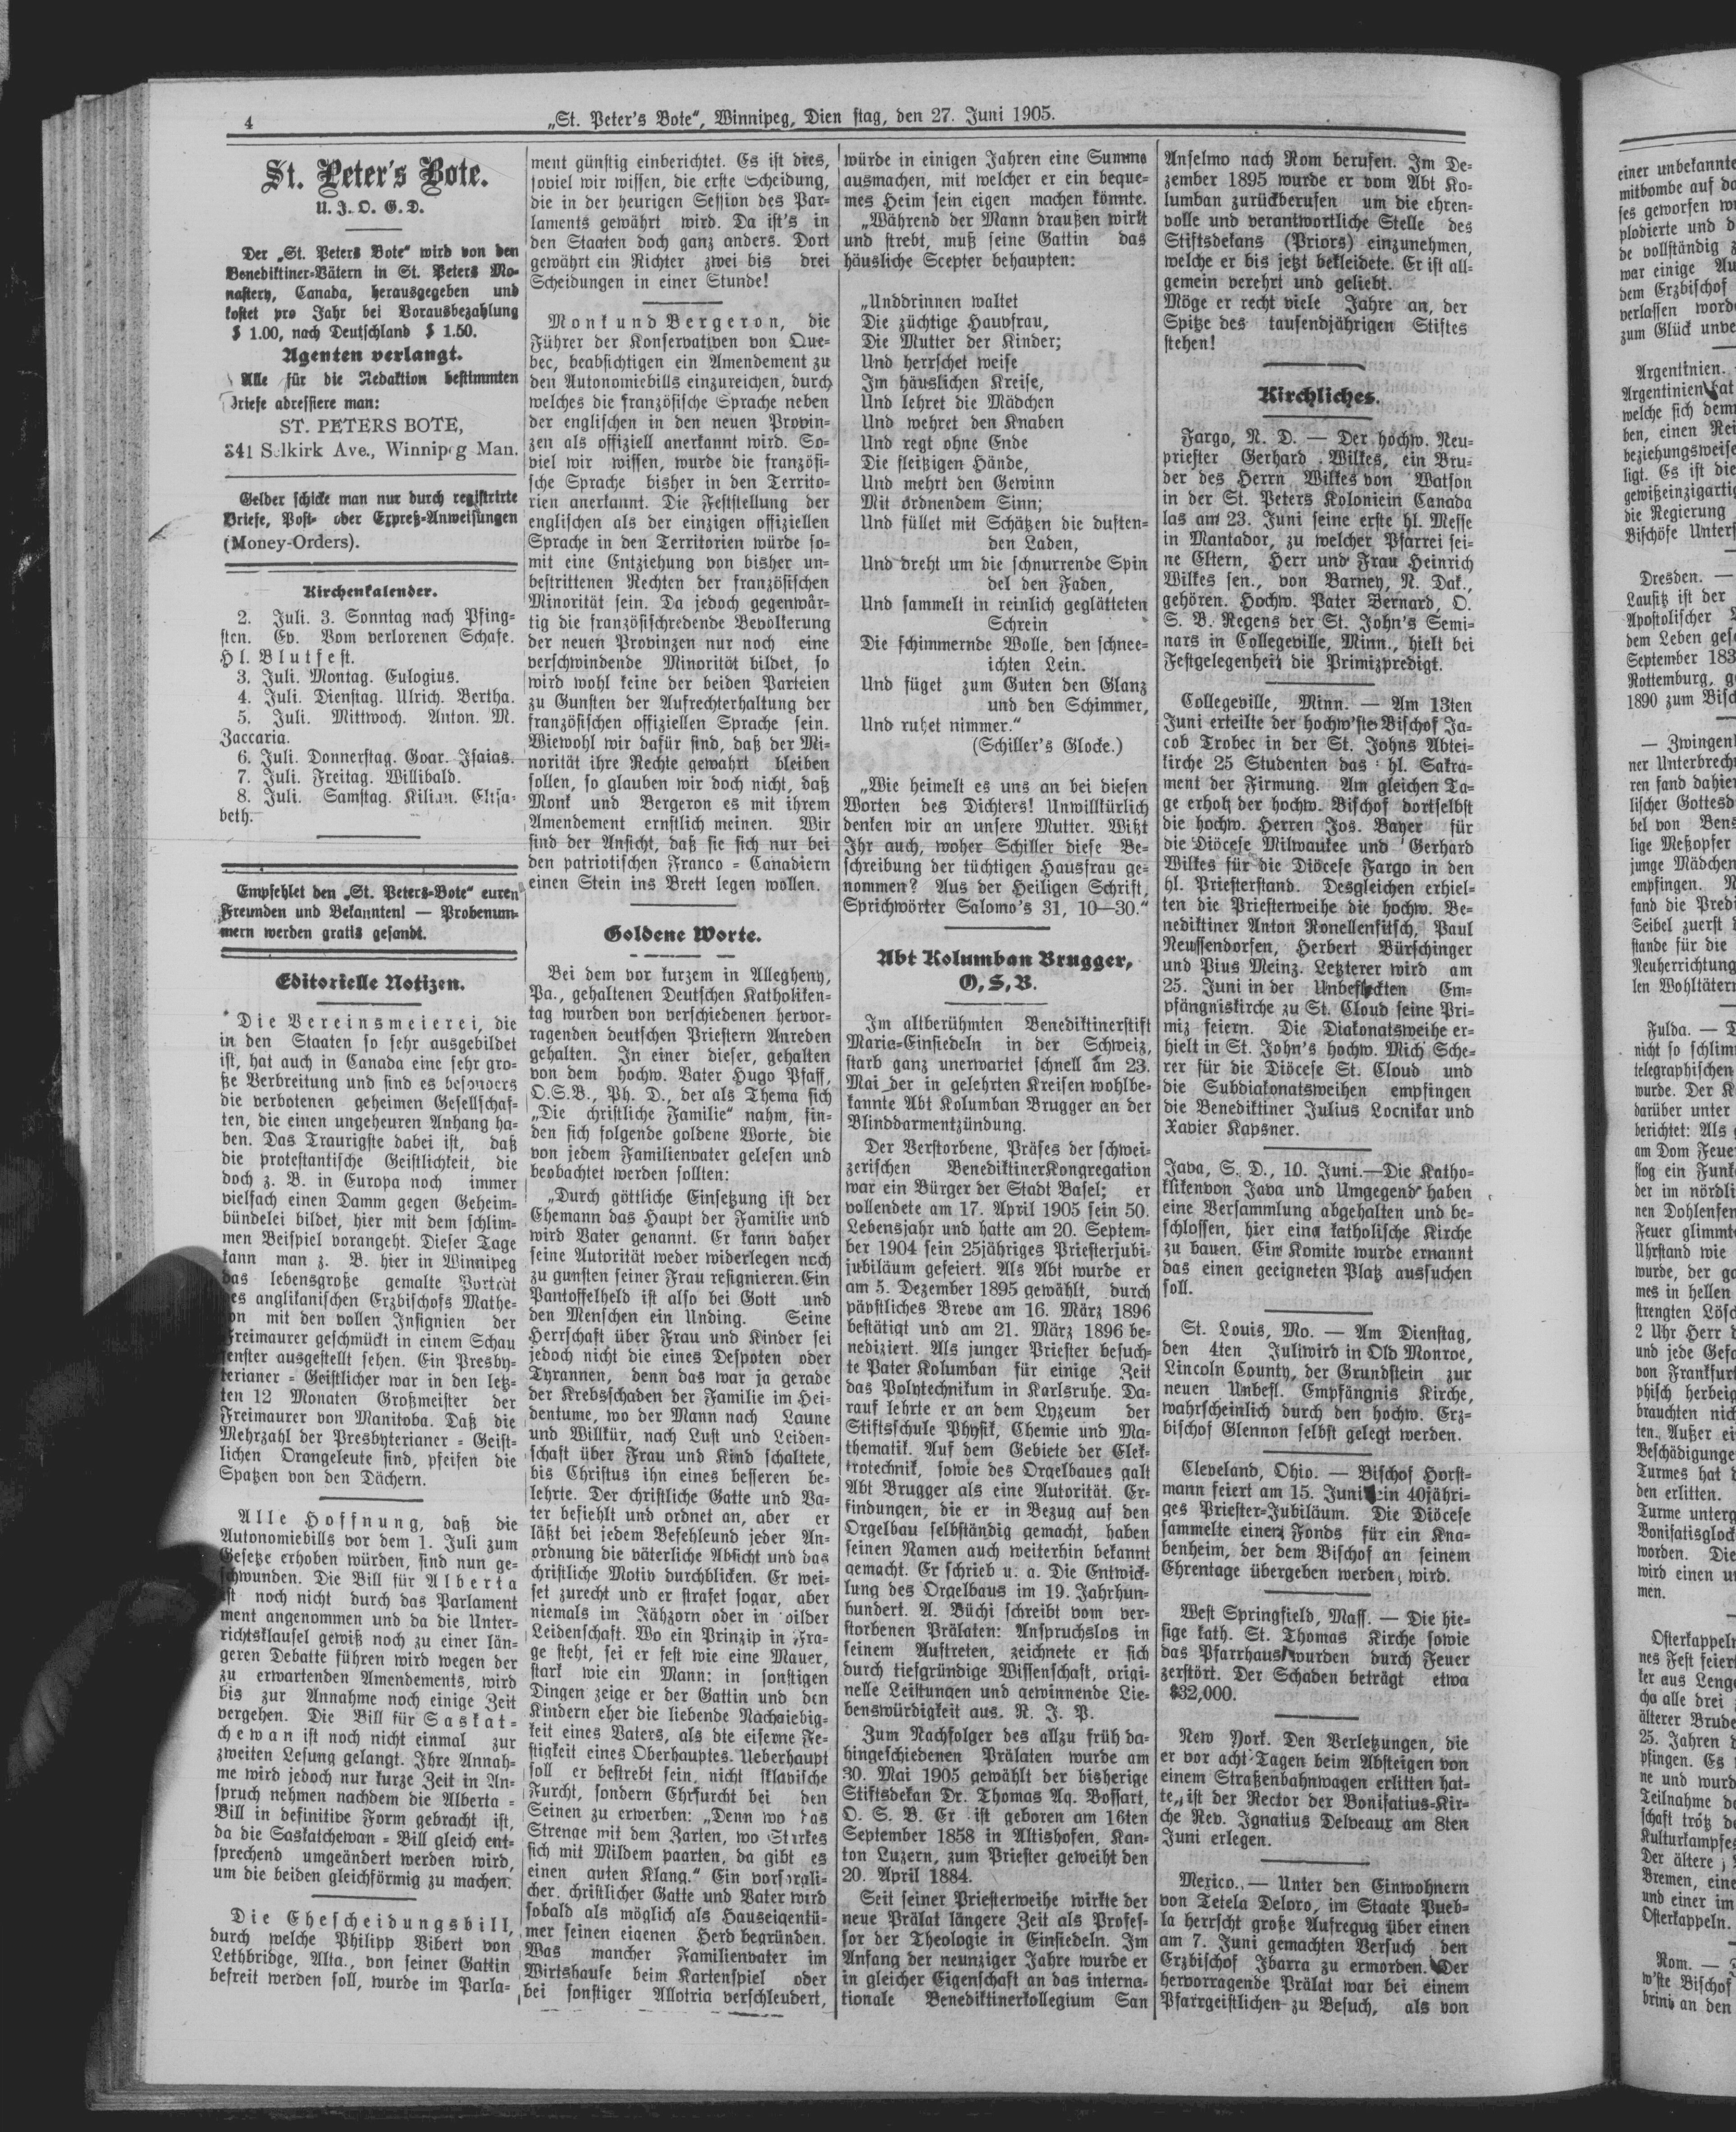 4
„St. Peter's Bote“, Winnipeg, Dien stag, den 27. Juni 1905.
St. Peter's Bote.
U. J. O. G. D.
Der „St. Peters Bote“ wird von den
Benediktiner-Vätern in St. Peters Mo-
nastery, Canada, herausgegeben und
kostet pro Jahr bei Vorausbezahlung
$ 1.00, nach Deutschland $ 1.50.
Agenten verlangt.
Alle für die Redaktion bestimmten
Briefe adressiere man:
ST. PETERS BOTE,
341 Selkirk Ave., Winnipeg Man.
Gelder schicke man nur durch registrirte
Briefe, Post- oder Expreß-Anweisungen
(Money-Orders).
Kirchenkalender.
2. Juli. 3. Sonntag nach Pfing-
sten. Ev. Vom verlorenen Schafe.
Hl. Blutfest.
3. Juli. Montag. Eulogius.
4. Juli. Dienstag. Ulrich. Bertha.
5. Juli. Mittwoch. Anton. M.
Zaccaria.
6. Juli. Donnerstag. Goar. Isaias.
7. Juli. Freitag. Willibald.
8. Juli. Samstag. Kilian. Elisa-
beth.
Empfehlet den „St. Peters-Bote“ euren
Freunden und Bekannten! — Probenum-
mern werden gratis gesandt.
Editorielle Notizen.
Die Vereinsmeierei, die
in den Staaten so sehr ausgebildet
ist, hat auch in Canada eine sehr gro-
ße Verbreitung und sind es besonders
die verbotenen geheimen Gesellschaf-
ten, die einen ungeheuren Anhang ha-
ben. Das Traurigste dabei ist, daß
die protestantische Geistlichkeit, die
doch z. B. in Europa noch immer
vielfach einen Damm gegen Geheim-
bündelei bildet, hier mit dem schlim-
men Beispiel vorangeht. Dieser Tage
kann man z. B. hier in Winnipeg
das lebensgroße gemalte Porträt
des anglikanischen Erzbischofs Mathe-
on mit den vollen Insignien der
Freimaurer geschmückt in einem Schau
fenster ausgestellt sehen. Ein Presby-
terianer - Geistlicher war in den letz-
ten 12 Monaten Großmeister der
Freimaurer von Manitoba. Daß die
Mehrzahl der Presbyterianer - Geist-
lichen Orangeleute sind, pfeifen die
Spatzen von den Dächern.
Alle Hoffnung, daß die
Autonomiebills vor dem 1. Juli zum
Gesetze erhoben würden, sind nun ge-
schwunden. Die Bill für Alberta
ist noch nicht durch das Parlament
ment angenommen und da die Unter-
richtsklausel gewiß noch zu einer län-
geren Debatte führen wird wegen der
zu erwartenden Amendements, wird
bis zur Annahme noch einige Zeit
vergehen. Die Bill für Saskat-
chewan ist noch nicht einmal zur
zweiten Lesung gelangt. Ihre Annah-
me wird jedoch nur kurze Zeit in An-
spruch nehmen nachdem die Alberta -
Bill in definitive Form gebracht ist,
da die Saskatchewan - Bill gleich ent-
sprechend umgeändert werden wird,
um die beiden gleichförmig zu machen.
Die Ehescheidungsbill,
durch welche Philipp Vibert von
Lethbridge, Alta., von seiner Gattin
befreit werden soll, wurde im Parla-
ment günstig einberichtet. Es ist dies,
soviel wir wissen, die erste Scheidung,
die in der heurigen Session des Par-
laments gewährt wird. Da ist's in
den Staaten doch ganz anders. Dort
gewährt ein Richter zwei bis drei
Scheidungen in einer Stunde!
Monk und Bergeron, die
Führer der Konservativen von Que-
bec, beabsichtigen ein Amendement zu
den Autonomiebills einzureichen, durch
welches die französische Sprache neben
der englischen in den neuen Provin-
zen als offiziell anerkannt wird. So-
viel wir wissen, wurde die französi-
sche Sprache bisher in den Territo-
rien anerkannt. Die Feststellung der
englischen als der einzigen offiziellen
Sprache in den Territorien würde so-
mit eine Entziehung von bisher un-
bestrittenen Rechten der französischen
Minorität sein. Da jedoch gegenwär-
tig die französischredende Bevölkerung
der neuen Provinzen nur noch eine
verschwindende Minorität bildet, so
wird wohl keine der beiden Parteien
zu Gunsten der Aufrechterhaltung der
französischen offiziellen Sprache sein.
Wiewohl wir dafür sind, daß der Mi-
norität ihre Rechte gewahrt bleiben
sollen, so glauben wir doch nicht, daß
Monk und Bergeron es mit ihrem
Amendement ernstlich meinen. Wir
sind der Ansicht, daß sie sich nur bei
den patriotischen Franco - Canadiern
einen Stein ins Brett legen wollen.
Goldene Worte.
Bei dem vor kurzem in Allegheny,
Pa., gehaltenen Deutschen Katholiken-
tag wurden von verschiedenen hervor-
ragenden deutschen Priestern Anreden
gehalten. In einer dieser, gehalten
von dem hochw. Vater Hugo Pfaff,
O.S.B., Ph. D., der als Thema sich
„Die christliche Familie“ nahm, fin-
den sich folgende goldene Worte, die
von jedem Familienvater gelesen und
beobachtet werden sollten:
„Durch göttliche Einsetzung ist der
Ehemann das Haupt der Familie und
wird Vater genannt. Er kann daher
seine Autorität weder widerlegen noch
zu gunsten seiner Frau resignieren. Ein
Pantoffelheld ist also bei Gott und
den Menschen ein Unding. Seine
Herrschaft über Frau und Kinder sei
jedoch nicht die eines Despoten oder
Tyrannen, denn das war ja gerade
der Krebsschaden der Familie im Hei-
dentume, wo der Mann nach Laune
und Willkür, nach Lust und Leiden-
schaft über Frau und Kind schaltete,
bis Christus ihn eines besseren be-
lehrte. Der christliche Gatte und Va-
ter befiehlt und ordnet an, aber er
läßt bei jedem Befehleund jeder An-
ordnung die väterliche Absicht und das
christliche Motiv durchblicken. Er wei-
set zurecht und er strafet sogar, aber
niemals im Jähzorn oder in wilder
Leidenschaft. Wo ein Prinzip in Fra-
ge steht, sei er fest wie eine Mauer,
stark wie ein Mann: in sonstigen
Dingen zeige er der Gattin und den
Kindern eher die liebende Nachgiebig-
keit eines Vaters, als dte eiserne Fe-
stigkeit eines Oberhauptes. Ueberhaupt
soll er bestrebt sein, nicht sklavische
Furcht, sondern Ehrfurcht bei den
Seinen zu erwerben: „Denn wo das
Strenge mit dem Zarten, wo Starkes
sich mit Mildem paarten, da gibt es
einen guten Klang.“ Ein vorsorgli-
cher, christlicher Gatte und Vater wird
sobald als möglich als Hauseigentü-
mer seinen eigenen Herd begründen.
Was mancher Familienvater im
Wirtshause beim Kartenspiel oder
bei sonstiger Allotria verschleudert,
würde in einigen Jahren eine Summe
ausmachen, mit welcher er ein beque-
mes Heim sein eigen machen könnte.
„Während der Mann draußen wirkt
und strebt, muß seine Gattin das
häusliche Scepter behaupten:
„Unddrinnen waltet
Die züchtige Hausfrau,
Die Mutter der Kinder;
Und herrschet weise
Im häuslichen Kreise,
Und lehret die Mädchen
Und wehret den Knaben
Und regt ohne Ende
Die fleißigen Hände,
Und mehrt den Gewinn
Mit ordnendem Sinn;
Und füllet mit Schätzen die duften-
den Laden,
Und dreht um die schnurrende Spin
del den Faden,
Und sammelt in reinlich geglätteten
Schrein
Die schimmernde Wolle, den schnee-
ichten Lein.
Und füget zum Guten den Glanz
und den Schimmer,
Und ruhet nimmer.“
(Schiller's Glocke.)
„Wie heimelt es uns an bei diesen
Worten des Dichters! Unwillkürlich
denken wir an unsere Mutter. Wißt
Ihr auch, woher Schiller diese Be-
schreibung der tüchtigen Hausfrau ge-
nommen? Aus der Heiligen Schrift,
Sprichwörter Salomo's 31, 10—30.“
Abt Kolumban Brugger,
O, S, B.
Im altberühmten Benediktinerstift
Maria-Einsiedeln in der Schweiz,
starb ganz unerwartet schnell am 23.
Mai der in gelehrten Kreisen wohlbe-
kannte Abt Kolumban Brugger an der
Blinddarmentzündung.
Der Verstorbene, Präses der schwei-
zerischen BenediktinerKongregation
war ein Bürger der Stadt Basel; er
vollendete am 17. April 1905 sein 50.
Lebensjahr und hatte am 20. Septem-
ber 1904 sein 25jähriges Priesterjubi-
jubiläum gefeiert. Als Abt wurde er
am 5. Dezember 1895 gewählt, durch
päpstliches Breve am 16. März 1896
bestätigt und am 21. März 1896 be-
nediziert. Als junger Priester besuch-
te Pater Kolumban für einige Zeit
das Polytechnikum in Karlsruhe. Da-
rauf lehrte er an dem Lyzeum der
Stiftsschule Physik, Chemie und Ma-
thematik. Auf dem Gebiete der Elek-
trotechnik, sowie des Orgelbaues galt
Abt Brugger als eine Autorität. Er-
findungen, die er in Bezug auf den
Orgelbau selbständig gemacht, haben
seinen Namen auch weiterhin bekannt
gemacht. Er schrieb u. a. Die Entwick-
lung des Orgelbaus im 19. Jahrhun-
hundert. A. Büchi schreibt vom ver-
storbenen Prälaten: Anspruchslos in
seinem Auftreten, zeichnete er sich
durch tiefgründige Wissenschaft, origi-
nelle Leistungen und gewinnende Lie-
benswürdigkeit aus. R. J. P.
Zum Nachfolger des allzu früh da-
hingeschiedenen Prälaten wurde am
30. Mai 1905 gewählt der bisherige
Stiftsdekan Dr. Thomas Aq. Bossart,
O. S. B. Er ist geboren am 16ten
September 1858 in Altishofen, Kan-
ton Luzern, zum Priester geweiht den
20. April 1884.
Seit seiner Priesterweihe wirkte der
neue Prälat längere Zeit als Profes-
sor der Theologie in Einsiedeln. Im
Anfang der neunziger Jahre wurde er
in gleicher Eigenschaft an das interna-
tionale Benediktinerkollegium San
Anselmo nach Rom berufen. Im De-
zember 1895 wurde er vom Abt Ko-
lumban zurückberufen um die ehren-
volle und verantwortliche Stelle des
Stiftsdekans (Priors) einzunehmen,
welche er bis jetzt bekleidete. Er ist all-
gemein verehrt und geliebt.
Möge er recht viele Jahre an, der
Spitze des tausendjährigen Stiftes
stehen!
Kirchliches.
Fargo, N. D. — Der hochw. Neu-
priester Gerhard Wilkes, ein Bru-
der des Herrn Wilkes von Watson
in der St. Peters Koloniein Canada
las am 23. Juni seine erste hl. Messe
in Mantador, zu welcher Pfarrei sei-
ne Eltern, Herr und Frau Heinrich
Wilkes sen., von Barney, N. Dak.,
gehören. Hochw. Pater Bernard, O.
S. B. Regens der St. John's Semi-
nars in Collegeville, Minn., hielt bei
Festgelegenheit die Primizpredigt.
Collegeville, Minn. — Am 13ten
Juni erteilte der hochw'ste Bischof Ja-
cob Trobec in der St. Johns Abtei-
kirche 25 Studenten das hl. Sakra-
ment der Firmung. Am gleichen Ta-
ge erhob der hochw. Bischof dortselbst
die hochw. Herren Jos. Bayer für
die Diöcese Milwaukee und Gerhard
Wilkes für die Diöcese Fargo in den
hl. Priesterstand. Desgleichen erhiel-
ten die Priesterweihe die hochw. Be-
nediktiner Anton Ronellenfitsch, Paul
Neussendorfen, Herbert Bürschinger
und Pius Meinz. Letzterer wird am
25. Juni in der Unbefleckten Em-
pfängniskirche zu St. Cloud seine Pri-
miz feiern. Die Diakonatsweihe er-
hielt in St. John's hochw. Mich Sche-
rer für die Diöcese St. Cloud und
die Subdiakonatsweihen empfingen
die Benediktiner Julius Locnikar und
Xavier Kapsner.
Java, S. D., 10. Juni.—Die Katho-
klikenvon Java und Umgegend haben
eine Versammlung abgehalten und be-
schlossen, hier eine katholische Kirche
zu bauen. Ein Komite wurde ernannt
das einen geeigneten Platz aussuchen
soll.
St. Louis, Mo. — Am Dienstag,
den 4ten Juliwird in Old Monroe,
Lincoln County, der Grundstein zur
neuen Unbefl. Empfängnis Kirche,
wahrscheinlich durch den hochw. Erz-
bischof Glennon selbst gelegt werden.
Cleveland, Ohio. — Bischof Horst-
mann feiert am 15. Juni sein 40jähri-
ges Priester-Jubiläum. Die Diöcese
sammelte einen Fonds für ein Kna-
benheim, der dem Bischof an seinem
Ehrentage übergeben werden wird.
West Springfield, Mass. — Die hie-
sige kath. St. Thomas Kirche sowie
das Pfarrhaus wurden durch Feuer
zerstört. Der Schaden beträgt etwa
$32,000.
New York. Den Verletzungen, die
er vor acht Tagen beim Absteigen von
einem Straßenbahnwagen erlitten hat-
te, ist der Rector der Bonifatius-Kir-
che Rev. Ignatius Delveaux am 8ten
Juni erlegen.
Mexico. — Unter den Einwohnern
von Tetela Deloro, im Staate Pueb-
la herrscht große Aufregug über einen
am 7. Juni gemachten Versuch den
Erzbischof Ibarra zu ermorden. Der
hervorragende Prälat war bei einem
Pfarrgeistlichen zu Besuch, als von